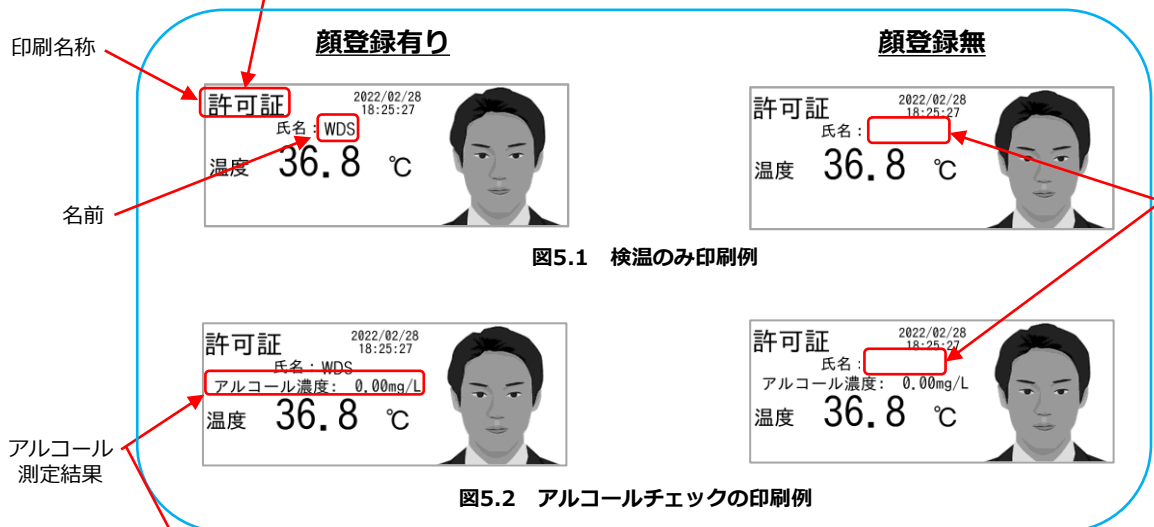 顔登録有り
顔登録無
印刷名称
許可証
2022/02/28
18:25:27
氏名：WDS
温度 36.8 ℃
名前
許可証
2022/02/28
18:25:27
氏名：
温度 36.8 ℃
図5.1 検温のみ印刷例
許可証
2022/02/28
18:25:27
氏名：WDS
アルコール濃度： 0.00mg/L
温度 36.8 ℃
アルコール
測定結果
許可証
2022/02/28
18:25:27
氏名：
アルコール濃度： 0.00mg/L
温度 36.8 ℃
図5.2 アルコールチェックの印刷例